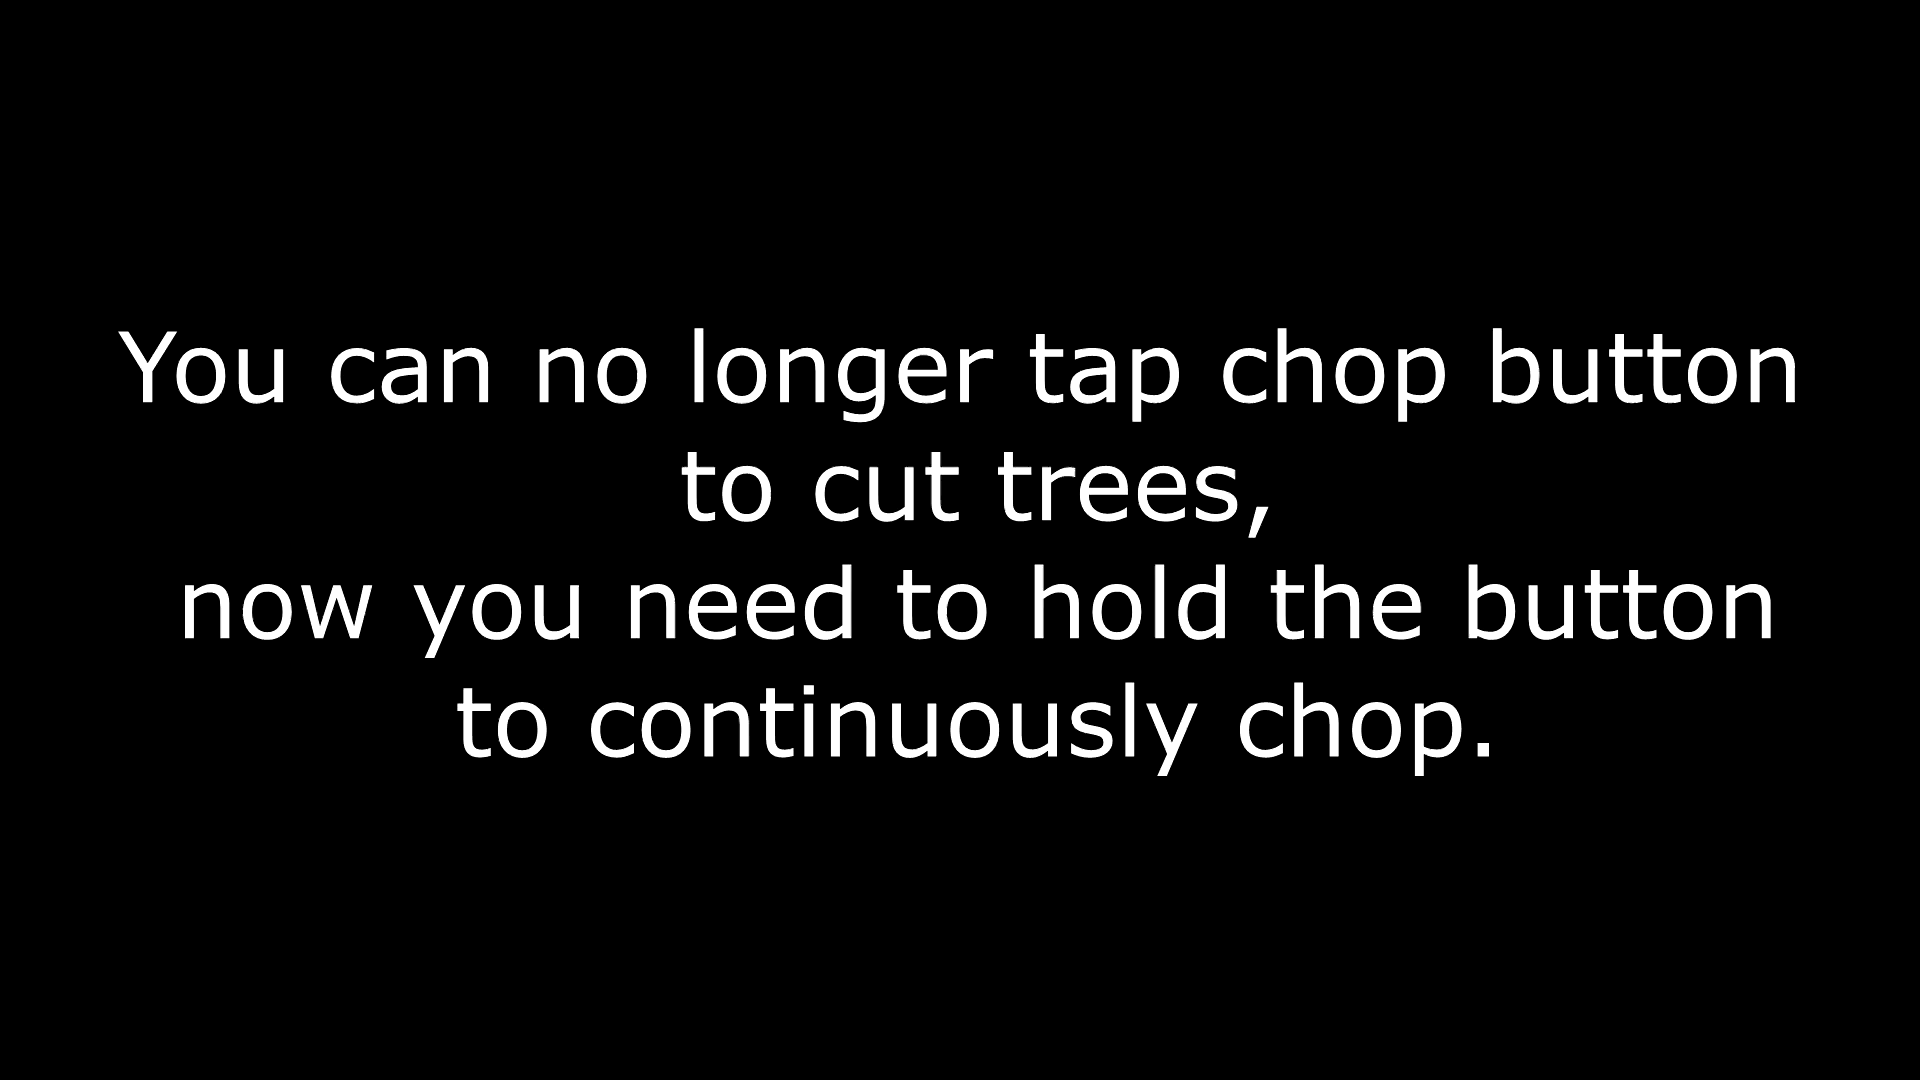 You can no longer tap chop button
to cut trees,
now you need to hold the button
to continuously chop.